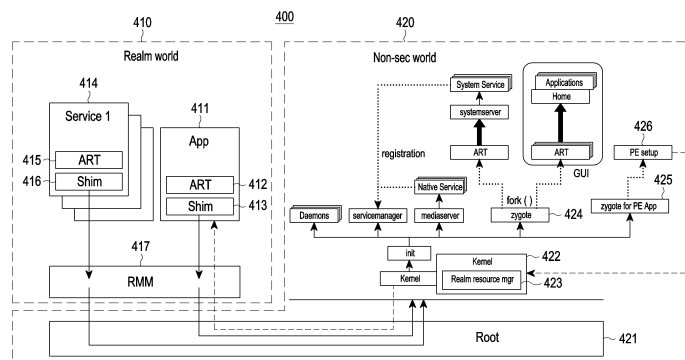 400
410
420
Realm world
Non-sec world
414
411
Service 1
App
415
ART
416
Shim
ART
412
Shim
413
417
RMM
System Service
systemserver
registration
ART
Applications
Home
ART
GUI
426
PE setup
425
Native Service
fork ( )
Daemons
servicemanager
mediaserver
zygote
424
zygote for PE App
init
Kernel
Kernel
422
Realm resource mgr
423
Root
421